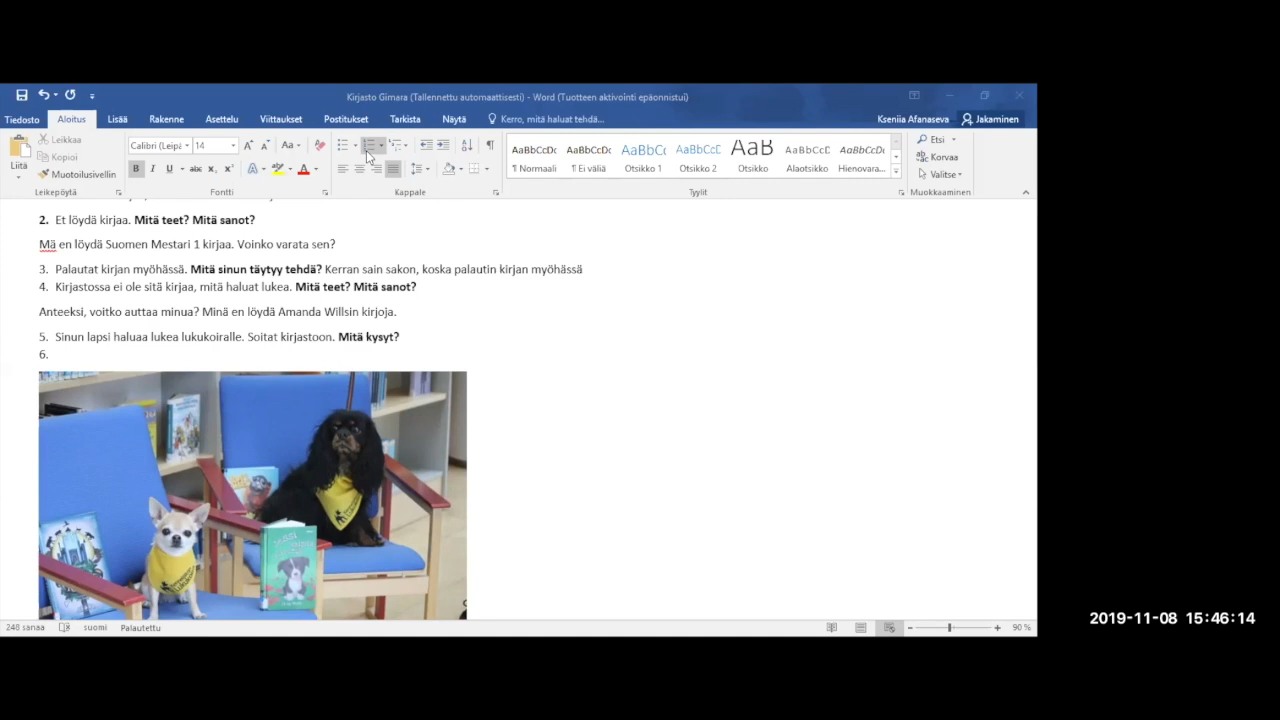 Kirjasto Gimara (Tallennettu automaattisesti) - Word (Tuotteen aktivointi epäonnistui)
Tiedosto Aloitus Lisää Rakenne Asettelu Viittaukset Postitukset Tarkista Näytä Kerro, mitä haluat tehdä... Kseniia Afanaseva Jakaminen
Liitä
Leikkaa
Kopioi
Muotoilusivellin
Calibri (Leipä 14
B I U abc x₂ x²
AaBbCcDc AaBbCcDc AaBbCc AaBbCcD AaB AaBbCcD AaBbCcDc
¶ Normaali ¶ Ei väliä Otsikko 1 Otsikko 2 Otsikko Alaotsikko Hienovara...
Etsi
Korvaa
Valitse
Leikepöytä Fontti Kappale Tyylit Muokkaaminen
2. Et löydä kirjaa. Mitä teet? Mitä sanot?
Mä en löydä Suomen Mestari 1 kirjaa. Voinko varata sen?
3. Palautat kirjan myöhässä. Mitä sinun täytyy tehdä? Kerran sain sakon, koska palautin kirjan myöhässä
4. Kirjastossa ei ole sitä kirjaa, mitä haluat lukea. Mitä teet? Mitä sanot?
Anteeksi, voitko auttaa minua? Minä en löydä Amanda Willsin kirjoja.
5. Sinun lapsi haluaa lukea lukukoiralle. Soitat kirjastoon. Mitä kysyt?
6.
248 sanaa suomi Palautettu 90 %
2019-11-08 15:46:14